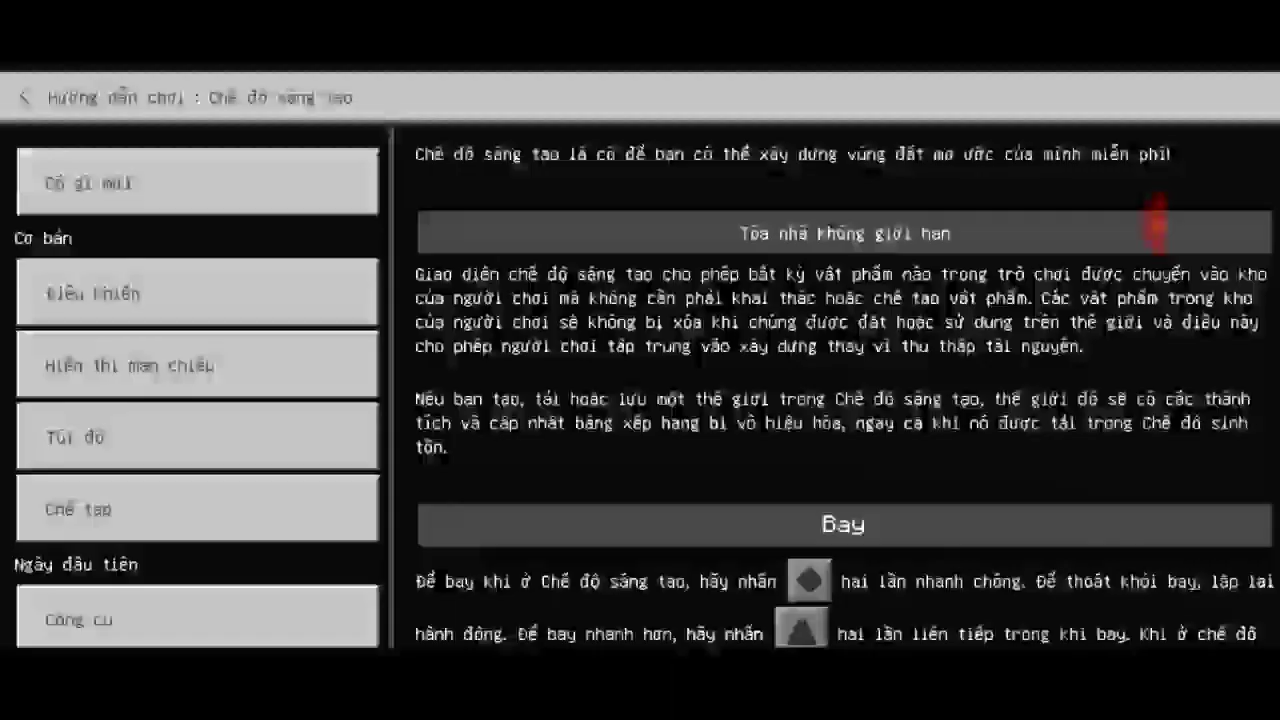 Hướng dẫn chơi : Chế độ sáng tạo
Có gì mới
Cơ bản
Điều khiển
Hiển thị màn chiếu
Túi đồ
Chế tạo
Ngày đầu tiên
Công cụ
Chế độ sáng tạo là có để bạn có thể xây dựng vùng đất mơ ước của mình miễn phí!
Tòa nhà không giới hạn
Giao diện chế độ sáng tạo cho phép bất kỳ vật phẩm nào trong trò chơi được chuyển vào kho
của người chơi mà không cần phải khai thác hoặc chế tạo vật phẩm. Các vật phẩm trong kho
của người chơi sẽ không bị xóa khi chúng được đặt hoặc sử dụng trên thế giới và điều này
cho phép người chơi tập trung vào xây dựng thay vì thu thập tài nguyên.
Nếu bạn tạo, tải hoặc lưu một thế giới trong Chế độ sáng tạo, thế giới đó sẽ có các thành
tích và cập nhật bảng xếp hạng bị vô hiệu hóa, ngay cả khi nó được tải trong Chế độ sinh
tồn.
Bay
Để bay khi ở Chế độ sáng tạo, hãy nhấn hai lần nhanh chóng. Để thoát khỏi bay, lặp lại
hành động. Để bay nhanh hơn, hãy nhấn hai lần liên tiếp trong khi bay. Khi ở chế độ